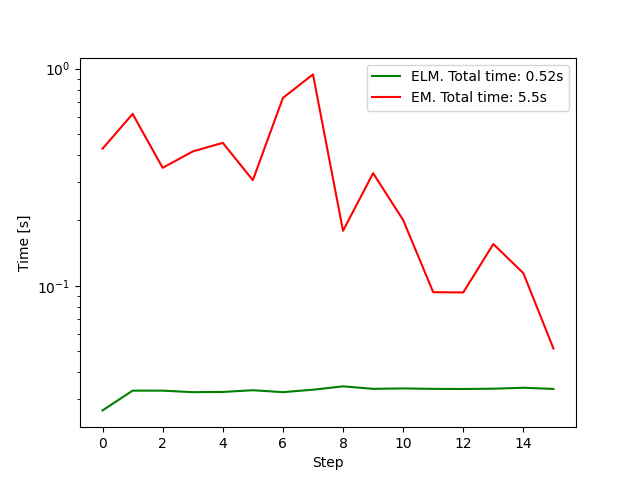 ELM. Total time: 0.52s
EM. Total time: 5.5s
10⁰
10⁻¹
Time [s]
0 2 4 6 8 10 12 14
Step